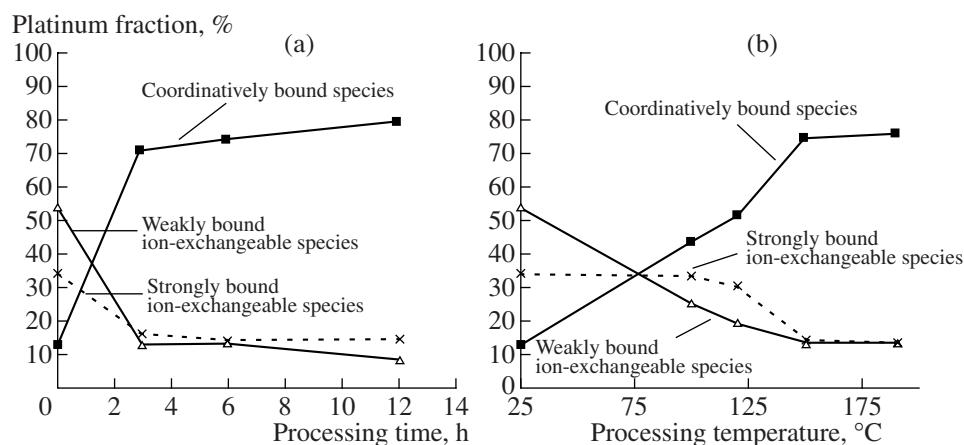 Platinum fraction, %
(a)
100
90
80
70
60
50
40
30
20
10
0
2
4
6
8
10
12
14
Processing time, h
Coordinatively bound species
Weakly bound
ion-exchangeable species
Strongly bound
ion-exchangeable species
(b)
100
90
80
70
60
50
40
30
20
10
0
25
75
125
175
Processing temperature, °C
Coordinatively bound species
Strongly bound
ion-exchangeable species
Weakly bound
ion-exchangeable species